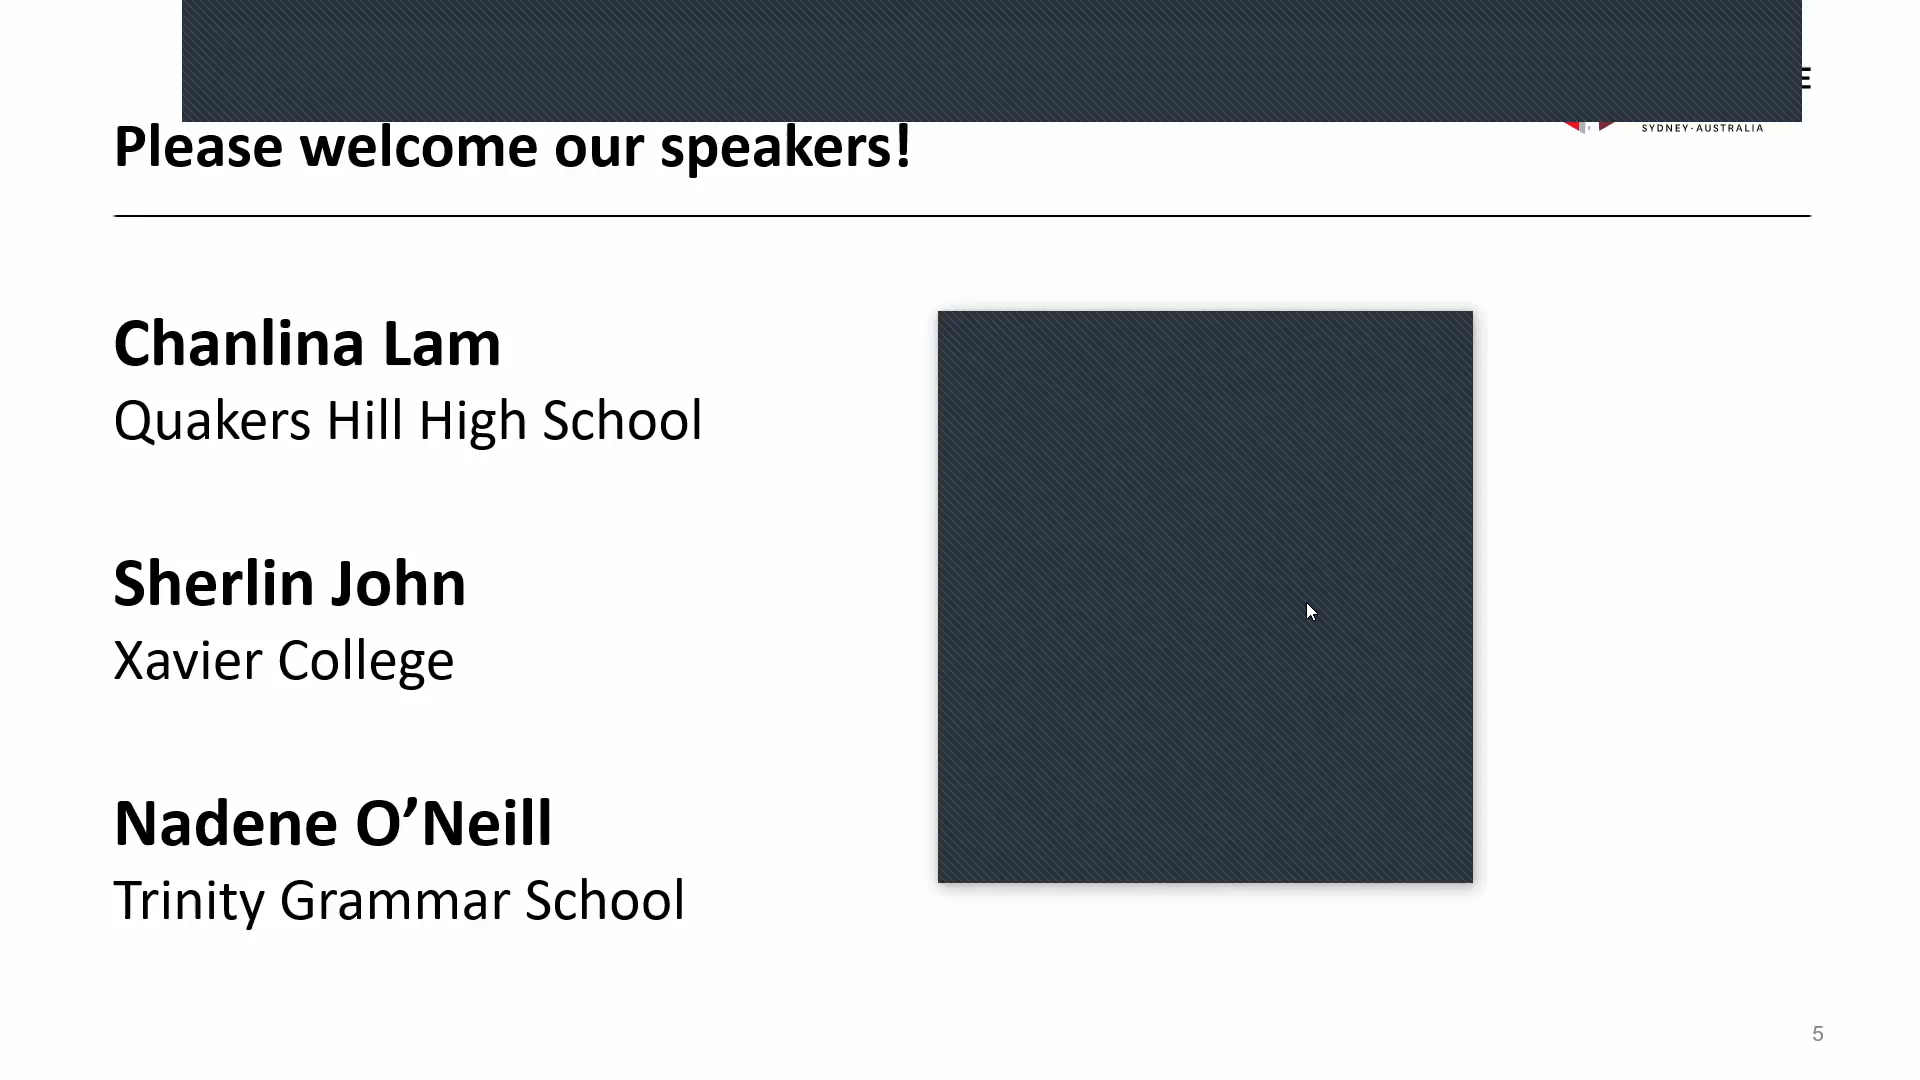 SYDNEY·AUSTRALIA
Please welcome our speakers!
Chanlina Lam
Quakers Hill High School
Sherlin John
Xavier College
Nadene O’Neill
Trinity Grammar School
5